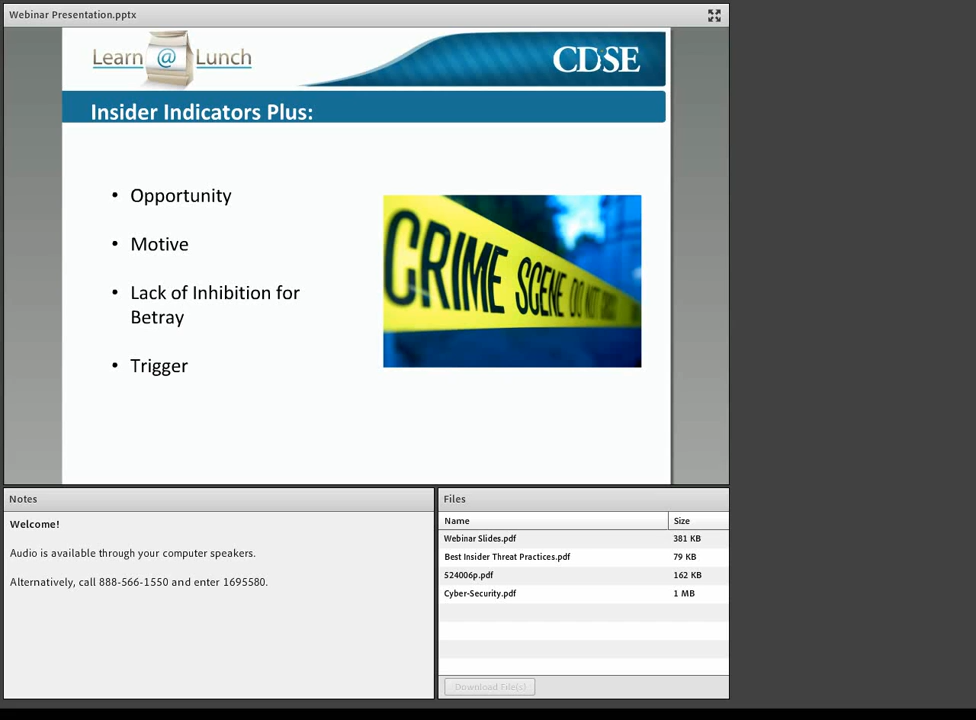 Webinar Presentation.pptx
Learn @ Lunch
CDSE
Insider Indicators Plus:
• Opportunity
• Motive
• Lack of Inhibition for
Betray
• Trigger
CRIME SCENE DO NOT
Notes
Welcome!
Audio is available through your computer speakers.
Alternatively, call 888-566-1550 and enter 1695580.
Files
Name Size
Webinar Slides.pdf 381 KB
Best Insider Threat Practices.pdf 79 KB
524006p.pdf 162 KB
Cyber-Security.pdf 1 MB
Download File(s)